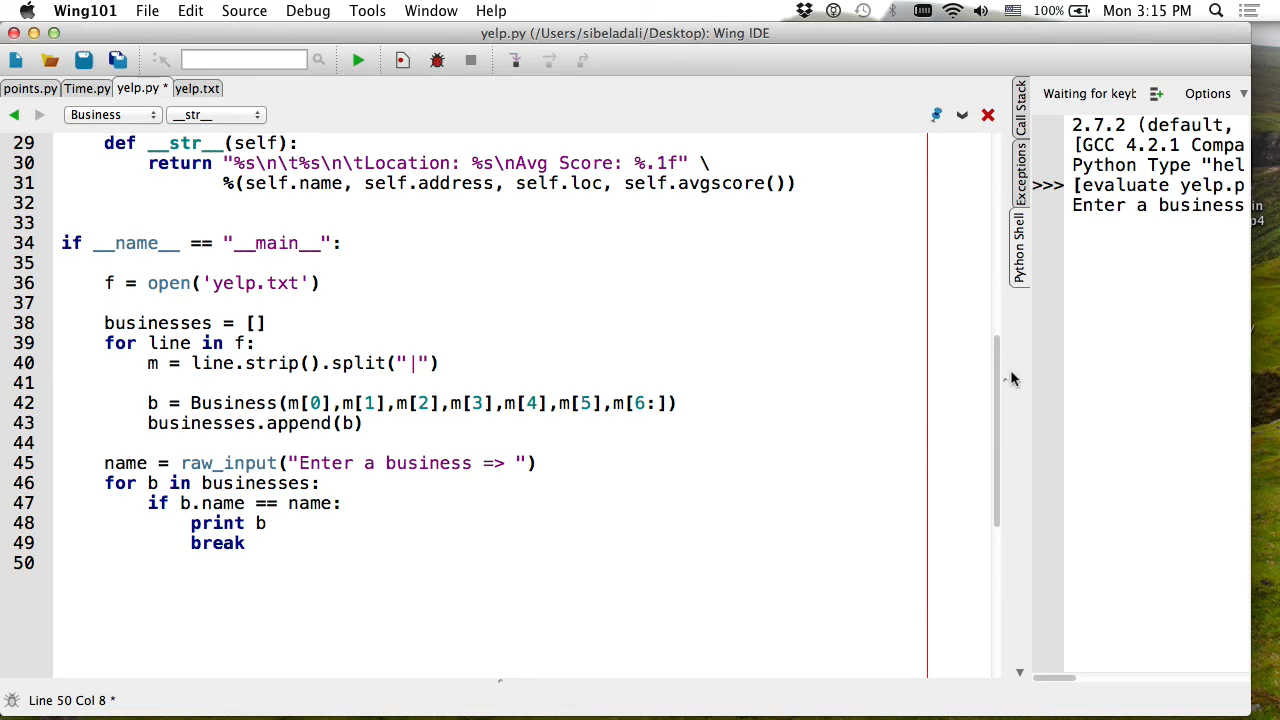 Wing101 File Edit Source Debug Tools Window Help 100% Mon 3:15 PM
yelp.py (/Users/sibeladali/Desktop): Wing IDE
points.py Time.py yelp.py * yelp.txt
Business __str__
29 def __str__(self):
30 return "%s\n\t%s\n\tLocation: %s\nAvg Score: %.1f" \
31 %(self.name, self.address, self.loc, self.avgscore())
32
33
34 if __name__ == "__main__":
35
36 f = open('yelp.txt')
37
38 businesses = []
39 for line in f:
40 m = line.strip().split("|")
41
42 b = Business(m[0],m[1],m[2],m[3],m[4],m[5],m[6:])
43 businesses.append(b)
44
45 name = raw_input("Enter a business => ")
46 for b in businesses:
47 if b.name == name:
48 print b
49 break
50
Line 50 Col 8 *
Call Stack
Exceptions
Python Shell
Waiting for keyb Options
2.7.2 (default,
[GCC 4.2.1 Compa
Python Type "hel
>>> [evaluate yelp.p
Enter a business
in
p4